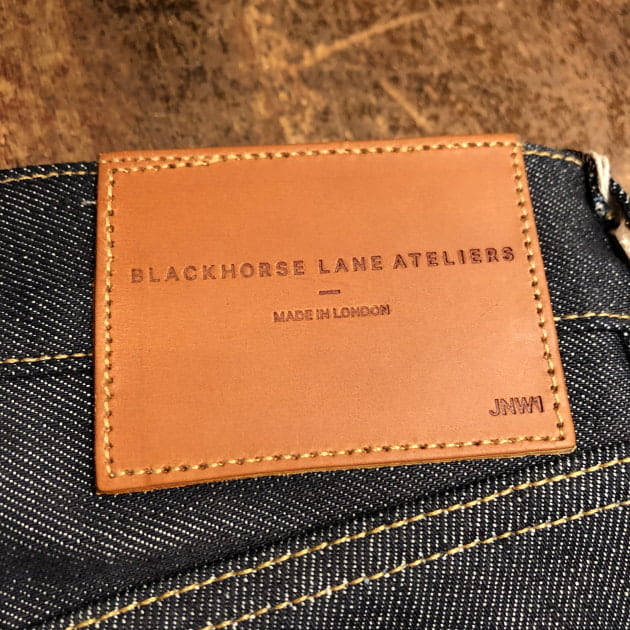 BLACKHORSE LANE ATELIERS
MADE IN LONDON
JNW1